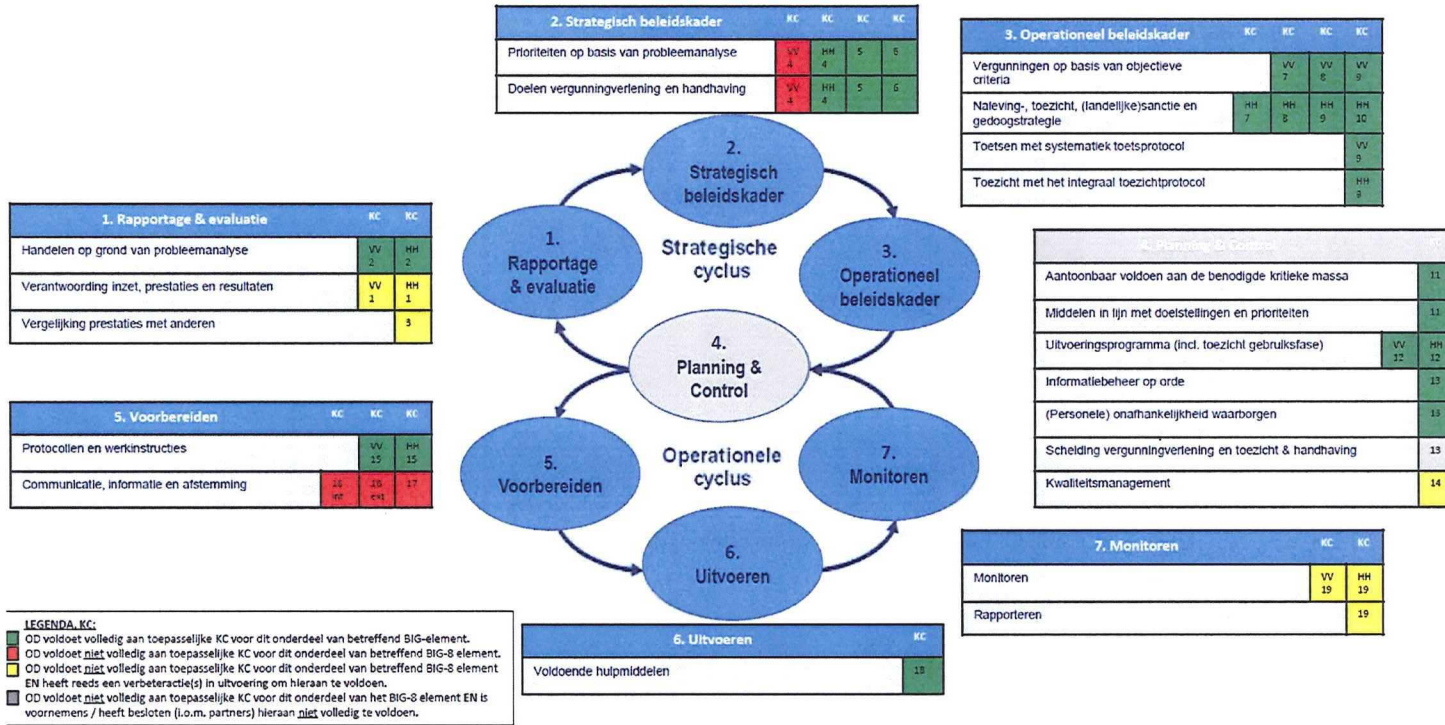 2. Strategisch beleidskader KC KC KC KC
Prioriteiten op basis van probleemanalyse VV 4 HH 4 5 6
Doelen vergunningverlening en handhaving VV 4 HH 4 5 6
3. Operationeel beleidskader KC KC KC KC
Vergunningen op basis van objectieve criteria VV 7 VV 8 VV 9
Naleving-, toezicht, (landelijke)sanctie en gedoogstrategie HH 7 HH 8 HH 9 HH 10
Toetsen met systematiek toetsprotocol VV 9
Toezicht met het integraal toezichtprotocol HH
1. Rapportage & evaluatie KC KC
Handelen op grond van probleemanalyse VV 2 HH 2
Verantwoording inzet, prestaties en resultaten VV 1 HH 1
Vergelijking prestaties met anderen 3
2.
Strategisch
beleidskader
1.
Rapportage
& evaluatie
Strategische
cyclus
3.
Operationeel
beleidskader
4.
Planning &
Control
5.
Voorbereiden
Operationele
cyclus
7.
Monitoren
6.
Uitvoeren
4. Planning & Control
Aantoonbaar voldoen aan de benodigde kritieke massa 11
Middelen in lijn met doelstellingen en prioriteiten 11
Uitvoeringsprogramma (incl. toezicht gebruiksfase) VV 12 HH 12
Informatiebeheer op orde 13
(Personele) onafhankelijkheid waarborgen
Scheiding vergunningverlening en toezicht & handhaving 13
Kwaliteitsmanagement 14
5. Voorbereiden KC KC KC
Protocollen en werkinstructies VV 15 HH 15
Communicatie, informatie en afstemming 16 int 16 ext 17
7. Monitoren KC KC
Monitoren VV 19 HH 19
Rapporteren 19
6. Uitvoeren KC
Voldoende hulpmiddelen
LEGENDA, KC:
OD voldoet volledig aan toepasselijke KC voor dit onderdeel van betreffend BIG-element.
OD voldoet niet volledig aan toepasselijke KC voor dit onderdeel van betreffend BIG-8 element.
OD voldoet niet volledig aan toepasselijke KC voor dit onderdeel van betreffend BIG-8 element
EN heeft reeds een verbeteractie(s) in uitvoering om hieraan te voldoen.
OD voldoet niet volledig aan toepasselijke KC voor dit onderdeel van het BIG-8 element EN is
voornemens / heeft besloten (i.o.m. partners) hieraan niet volledig te voldoen.